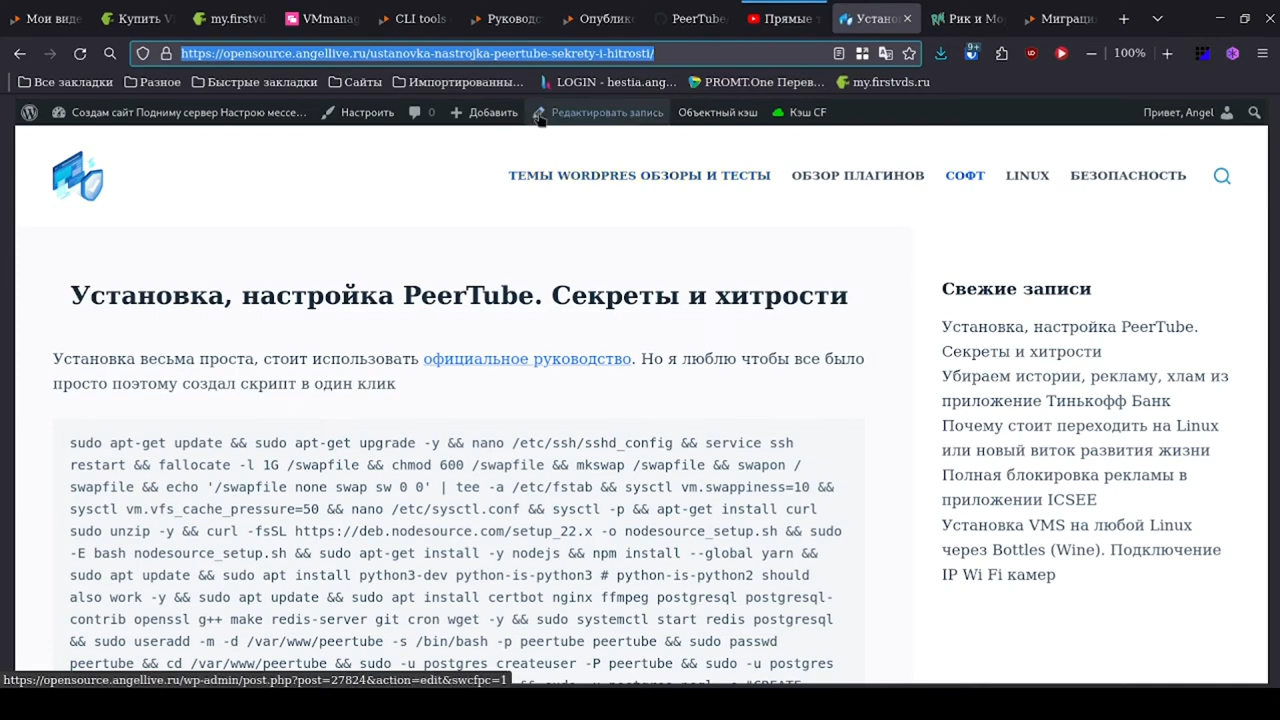 Мои виде
Купить V
my.firstvd
VMmanag
CLI tools
Руководс
Опублик
PeerTube
Прямые т
Устано
Рик и Мо
Миграци
https://opensource.angellive.ru/ustanovka-nastrojka-peertube-sekrety-i-hitrosti/
100%
Все закладки
Разное
Быстрые закладки
Сайты
Импортированны...
LOGIN - hestia.ang...
PROMT.One Перев...
my.firstvds.ru
Создам сайт Подниму сервер Настрою мессе...
Настроить
0
Добавить
Редактировать запись
Объектный кэш
Кэш CF
Привет, Angel
ТЕМЫ WORDPRES ОБЗОРЫ И ТЕСТЫ
ОБЗОР ПЛАГИНОВ
СОФТ
LINUX
БЕЗОПАСНОСТЬ
Установка, настройка PeerTube. Секреты и хитрости
Установка весьма проста, стоит использовать официальное руководство. Но я люблю чтобы все было
просто поэтому создал скрипт в один клик
sudo apt-get update && sudo apt-get upgrade -y && nano /etc/ssh/sshd_config && service ssh
restart && fallocate -l 1G /swapfile && chmod 600 /swapfile && mkswap /swapfile && swapon /
swapfile && echo '/swapfile none swap sw 0 0' | tee -a /etc/fstab && sysctl vm.swappiness=10 &&
sysctl vm.vfs_cache_pressure=50 && nano /etc/sysctl.conf && sysctl -p && apt-get install curl
sudo unzip -y && curl -fsSL https://deb.nodesource.com/setup_22.x -o nodesource_setup.sh && sudo
-E bash nodesource_setup.sh && sudo apt-get install -y nodejs && npm install --global yarn &&
sudo apt update && sudo apt install python3-dev python-is-python3 # python-is-python2 should
also work -y && sudo apt update && sudo apt install certbot nginx ffmpeg postgresql postgresql-
contrib openssl g++ make redis-server git cron wget -y && sudo systemctl start redis postgresql
&& sudo useradd -m -d /var/www/peertube -s /bin/bash -p peertube peertube && sudo passwd
peertube && cd /var/www/peertube && sudo -u postgres createuser -P peertube && sudo -u postgres
Свежие записи
Установка, настройка PeerTube.
Секреты и хитрости
Убираем истории, рекламу, хлам из
приложение Тинькофф Банк
Почему стоит переходить на Linux
или новый виток развития жизни
Полная блокировка рекламы в
приложении ICSEE
Установка VMS на любой Linux
через Bottles (Wine). Подключение
IP Wi Fi камер
https://opensource.angellive.ru/wp-admin/post.php?post=27824&action=edit&swcfpc=1